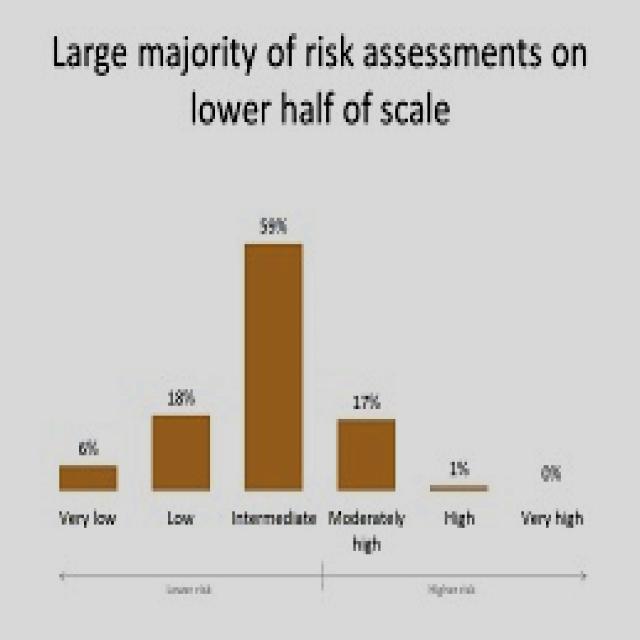 Large majority of risk assessments on
lower half of scale
59%
18%
17%
6%
1%
0%
Very low Low Intermediate Moderately high High Very high
Lower risk Higher risk